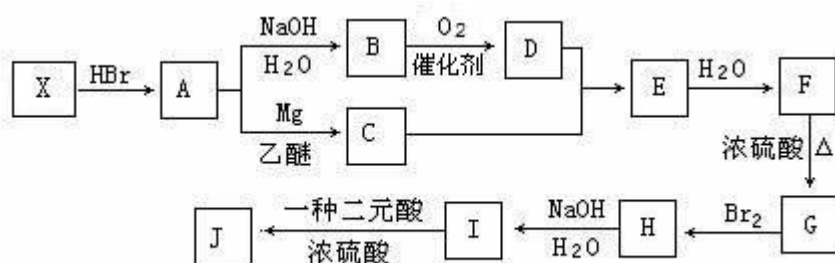 X HBr A
NaOH
H₂O
B
O₂
催化剂
D
Mg
乙醚
C
E H₂O F
浓硫酸 △
J
一种二元酸
浓硫酸
I
NaOH
H₂O
H
Br₂
G